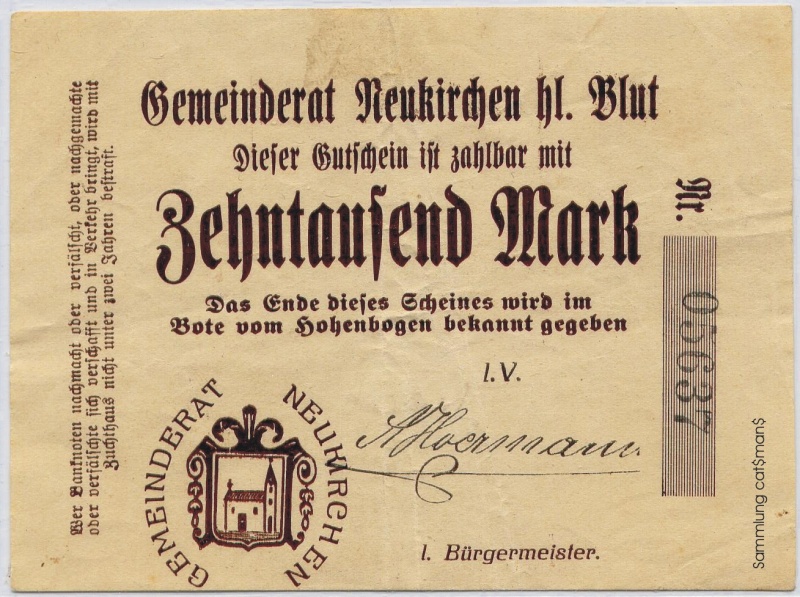 Gemeinderat Neukirchen hl. Blut
Dieser Gutschein ist zahlbar mit
Zehntausend Mark
Das Ende dieses Scheines wird im
Bote vom Hohenbogen bekannt gegeben
I.V.
I. Bürgermeister.
GEMEINDERAT NEUKIRCHEN
Wer Banknoten nachmacht oder verfälscht, oder nachgemachte
oder verfälschte sich verschafft und in Verkehr bringt, wird mit
Zuchthaus nicht unter zwei Jahren bestraft.
Nr.
05637
Sammlung cat$man$